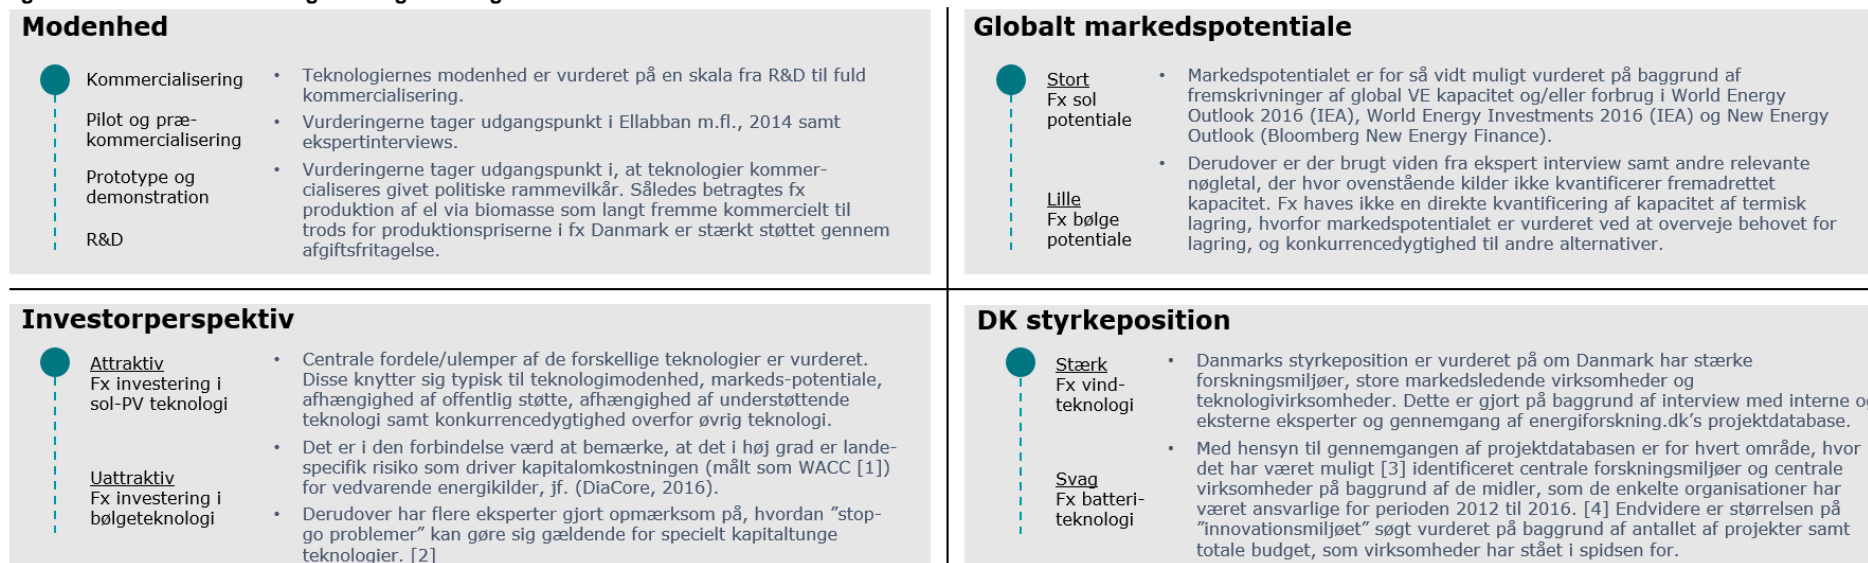 Modenhed
Kommercialisering
Pilot og præ-
kommercialisering
Prototype og
demonstration
R&D
• Teknologiernes modenhed er vurderet på en skala fra R&D til fuld
kommercialisering.
• Vurderingerne tager udgangspunkt i Ellabban m.fl., 2014 samt
ekspertinterviews.
• Vurderingerne tager udgangspunkt i, at teknologier kommer-
cialiseres givet politiske rammevilkår. Således betragtes fx
produktion af el via biomasse som langt fremme kommercielt til
trods for produktionspriserne i fx Danmark er stærkt støttet gennem
afgiftsfritagelse.
Globalt markedspotentiale
Stort
Fx sol
potentiale
Lille
Fx bølge
potentiale
• Markedspotentialet er for så vidt muligt vurderet på baggrund af
fremskrivninger af global VE kapacitet og/eller forbrug i World Energy
Outlook 2016 (IEA), World Energy Investments 2016 (IEA) og New Energy
Outlook (Bloomberg New Energy Finance).
• Derudover er der brugt viden fra ekspert interview samt andre relevante
nøgletal, der hvor ovenstående kilder ikke kvantificerer fremadrettet
kapacitet. Fx haves ikke en direkte kvantificering af kapacitet af termisk
lagring, hvorfor markedspotentialet er vurderet ved at overveje behovet for
lagring, og konkurrencedygtighed til andre alternativer.
Investorperspektiv
Attraktiv
Fx investering i
sol-PV teknologi
Uattraktiv
Fx investering i
bølgeteknologi
• Centrale fordele/ulemper af de forskellige teknologier er vurderet.
Disse knytter sig typisk til teknologimodenhed, markeds-potentiale,
afhængighed af offentlig støtte, afhængighed af understøttende
teknologi samt konkurrencedygtighed overfor øvrig teknologi.
• Det er i den forbindelse værd at bemærke, at det i høj grad er lande-
specifik risiko som driver kapitalomkostningen (målt som WACC [1])
for vedvarende energikilder, jf. (DiaCore, 2016).
• Derudover har flere eksperter gjort opmærksom på, hvordan ”stop-
go problemer” kan gøre sig gældende for specielt kapitaltunge
teknologier. [2]
DK styrkeposition
Stærk
Fx vind-
teknologi
Svag
Fx batteri-
teknologi
• Danmarks styrkeposition er vurderet på om Danmark har stærke
forskningsmiljøer, store markedsledende virksomheder og
teknologivirksomheder. Dette er gjort på baggrund af interview med interne og
eksterne eksperter og gennemgang af energiforskning.dk’s projektdatabase.
• Med hensyn til gennemgangen af projektdatabasen er for hvert område, hvor
det har været muligt [3] identificeret centrale forskningsmiljøer og centrale
virksomheder på baggrund af de midler, som de enkelte organisationer har
været ansvarlige for perioden 2012 til 2016. [4] Endvidere er størrelsen på
”innovationsmiljøet” søgt vurderet på baggrund af antallet af projekter samt
totale budget, som virksomheder har stået i spidsen for.